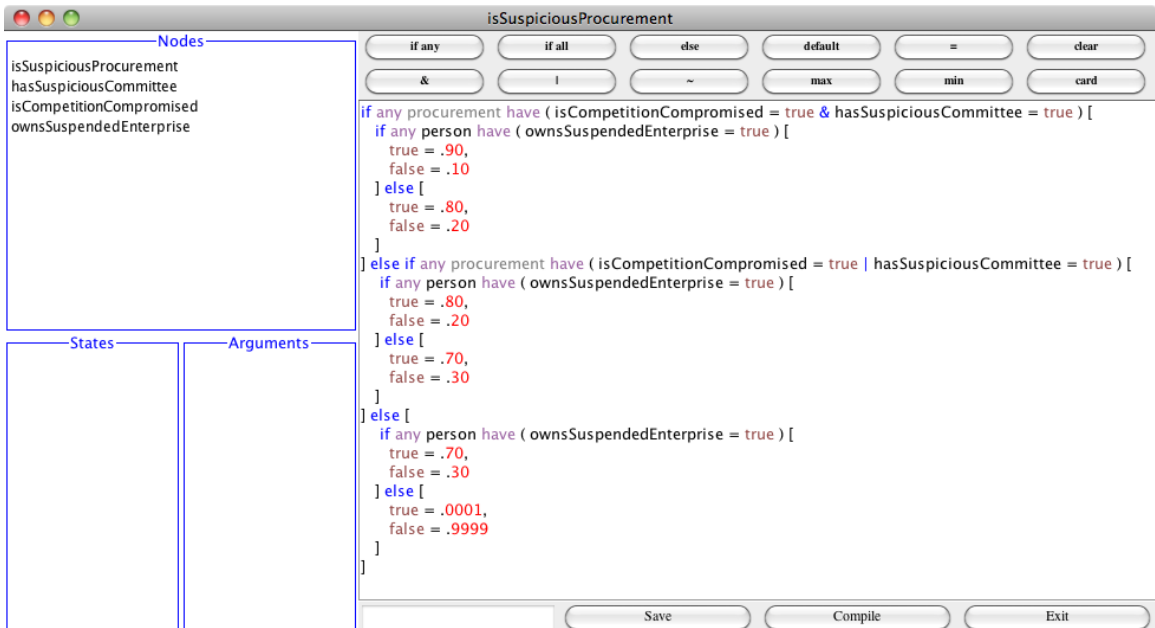 isSuspiciousProcurement
Nodes
isSuspiciousProcurement
hasSuspiciousCommittee
isCompetitionCompromised
ownsSuspendedEnterprise
States
Arguments
if any if all else default = clear
& | ~ max min card
if any procurement have ( isCompetitionCompromised = true & hasSuspiciousCommittee = true ) [
if any person have ( ownsSuspendedEnterprise = true ) [
true = .90,
false = .10
] else [
true = .80,
false = .20
]
] else if any procurement have ( isCompetitionCompromised = true | hasSuspiciousCommittee = true ) [
if any person have ( ownsSuspendedEnterprise = true ) [
true = .80,
false = .20
] else [
true = .70,
false = .30
]
] else [
if any person have ( ownsSuspendedEnterprise = true ) [
true = .70,
false = .30
] else [
true = .0001,
false = .9999
]
]
Save Compile Exit